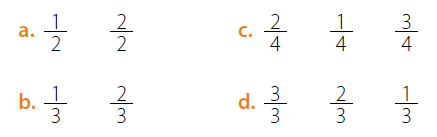 a. 1/2 2/2
c. 2/4 1/4 3/4
b. 1/3 2/3
d. 3/3 2/3 1/3